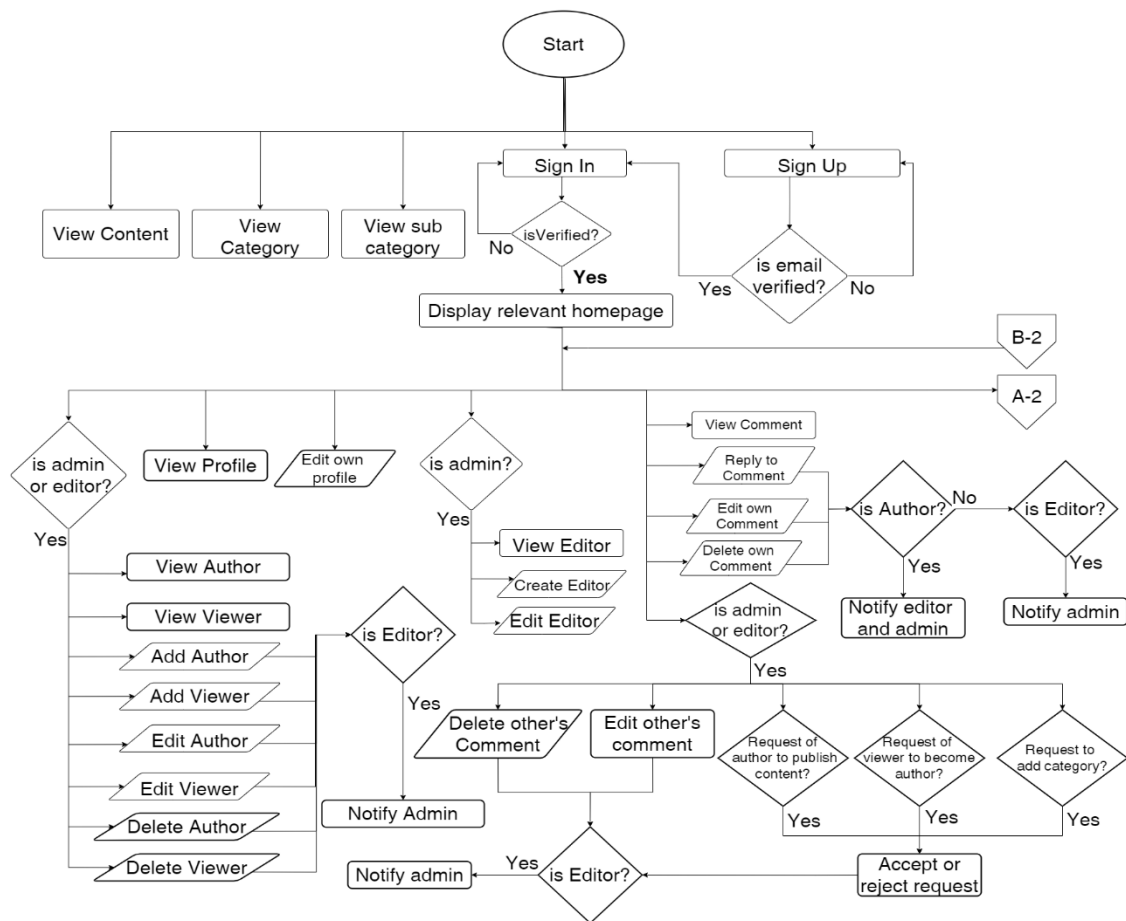 Start
Sign In
Sign Up
View Content
View
Category
View sub
category
isVerified?
No
Yes
is email
verified?
Yes
No
Display relevant homepage
B-2
A-2
is admin
or editor?
Yes
View Profile
Edit own
profile
is admin?
Yes
View Comment
Reply to
Comment
Edit own
Comment
Delete own
Comment
is Author?
No
is Editor?
Yes
Yes
Notify editor
and admin
Notify admin
View Editor
Create Editor
Edit Editor
View Author
View Viewer
Add Author
Add Viewer
Edit Author
Edit Viewer
Delete Author
Delete Viewer
is Editor?
Yes
Notify Admin
is admin
or editor?
Yes
Delete other's
Comment
Edit other's
comment
Request of
author to publish
content?
Request of
viewer to become
author?
Request to
add category?
Yes
Yes
Yes
Accept or
reject request
is Editor?
Yes
Notify admin